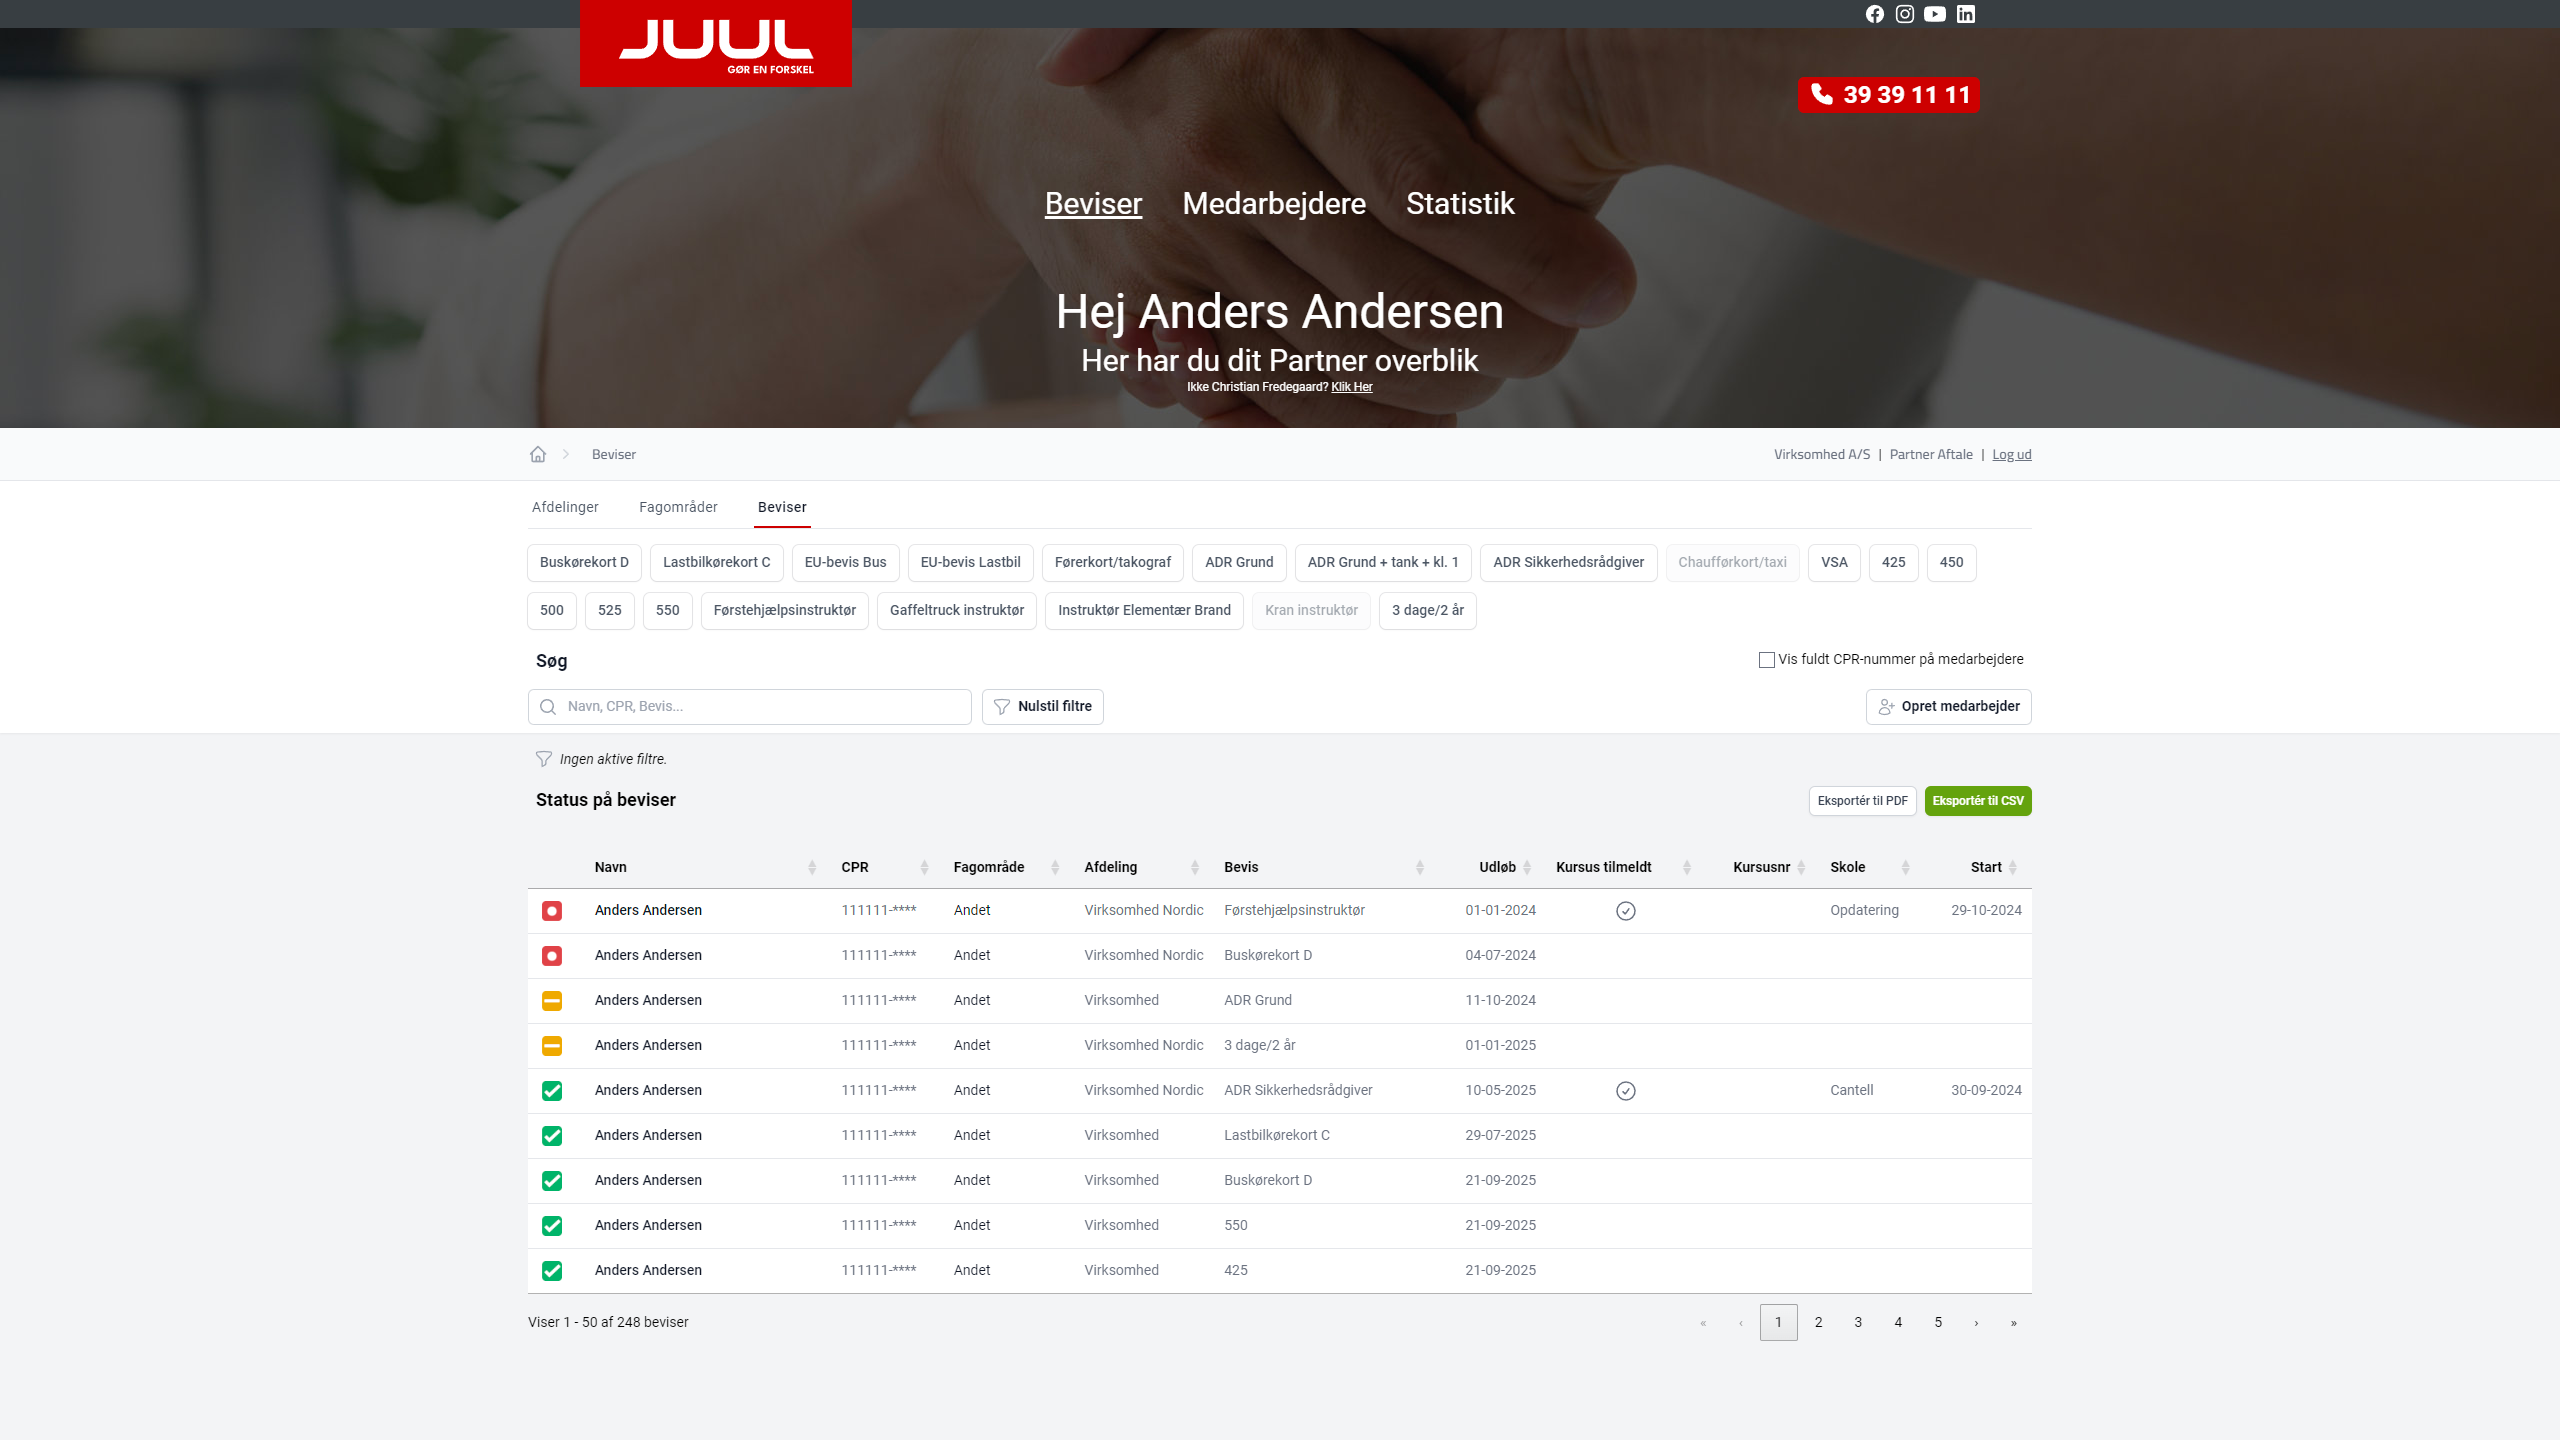 JUUL
GØR EN FORSKEL
39 39 11 11
Beviser Medarbejdere Statistik
Hej Anders Andersen
Her har du dit Partner overblik
Ikke Christian Fredegaard? Klik Her
Beviser
Virksomhed A/S | Partner Aftale | Log ud
Afdelinger Fagområder Beviser
Buskørekort D Lastbilkørekort C EU-bevis Bus EU-bevis Lastbil Førerkort/takograf ADR Grund ADR Grund + tank + kl. 1 ADR Sikkerhedsrådgiver Chaufførkort/taxi VSA 425 450
500 525 550 Førstehjælpsinstruktør Gaffeltruck instruktør Instruktør Elementær Brand Kran instruktør 3 dage/2 år
Søg
Vis fuldt CPR-nummer på medarbejdere
Navn, CPR, Bevis... Nulstil filtre Opret medarbejder
Ingen aktive filtre.
Status på beviser
Eksportér til PDF Eksportér til CSV
Navn CPR Fagområde Afdeling Bevis Udløb Kursus tilmeldt Kursusnr Skole Start
Anders Andersen 111111-**** Andet Virksomhed Nordic Førstehjælpsinstruktør 01-01-2024 Opdatering 29-10-2024
Anders Andersen 111111-**** Andet Virksomhed Nordic Buskørekort D 04-07-2024
Anders Andersen 111111-**** Andet Virksomhed ADR Grund 11-10-2024
Anders Andersen 111111-**** Andet Virksomhed Nordic 3 dage/2 år 01-01-2025
Anders Andersen 111111-**** Andet Virksomhed Nordic ADR Sikkerhedsrådgiver 10-05-2025 Cantell 30-09-2024
Anders Andersen 111111-**** Andet Virksomhed Lastbilkørekort C 29-07-2025
Anders Andersen 111111-**** Andet Virksomhed Buskørekort D 21-09-2025
Anders Andersen 111111-**** Andet Virksomhed 550 21-09-2025
Anders Andersen 111111-**** Andet Virksomhed 425 21-09-2025
Viser 1 - 50 af 248 beviser
« ‹ 1 2 3 4 5 › »